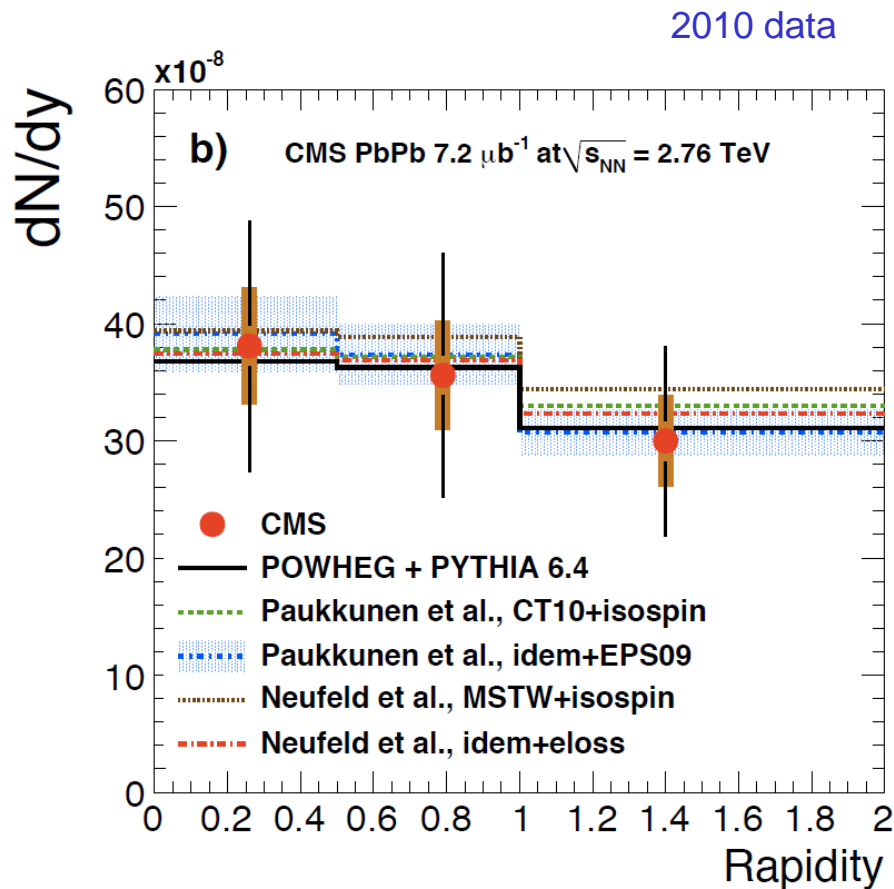 2010 data
x10-8
dN/dy
b) CMS PbPb 7.2 μb-1 at √sNN = 2.76 TeV
60
50
40
30
20
10
0
CMS
POWHEG + PYTHIA 6.4
Paukkunen et al., CT10+isospin
Paukkunen et al., idem+EPS09
Neufeld et al., MSTW+isospin
Neufeld et al., idem+eloss
0 0.2 0.4 0.6 0.8 1 1.2 1.4 1.6 1.8 2
Rapidity